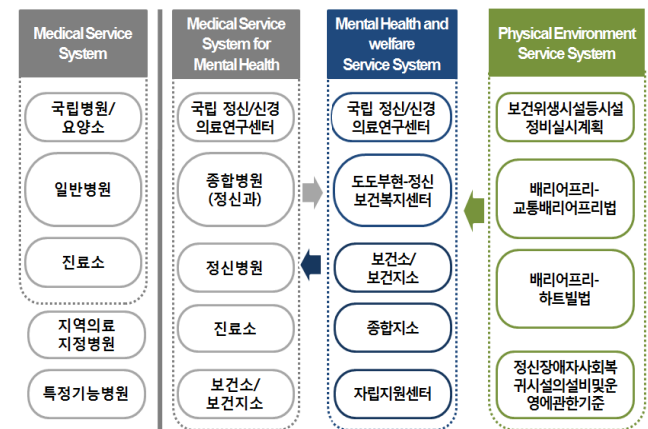 Medical Service
System
국립병원/
요양소
일반병원
진료소
지역의료
지정병원
특정기능병원
Medical Service
System for
Mental Health
국립 정신/신경
의료연구센터
종합병원
(정신과)
정신병원
진료소
보건소/
보건지소
Mental Health and
welfare
Service System
국립 정신/신경
의료연구센터
도도부현-정신
보건복지센터
보건소/
보건지소
종합지소
자립지원센터
Physical Environment
Service System
보건위생시설등시설
정비실시계획
배리어프리-
교통배리어프리법
배리어프리-
하트빌법
정신장애자사회복
귀시설의설비및운
영에관한기준